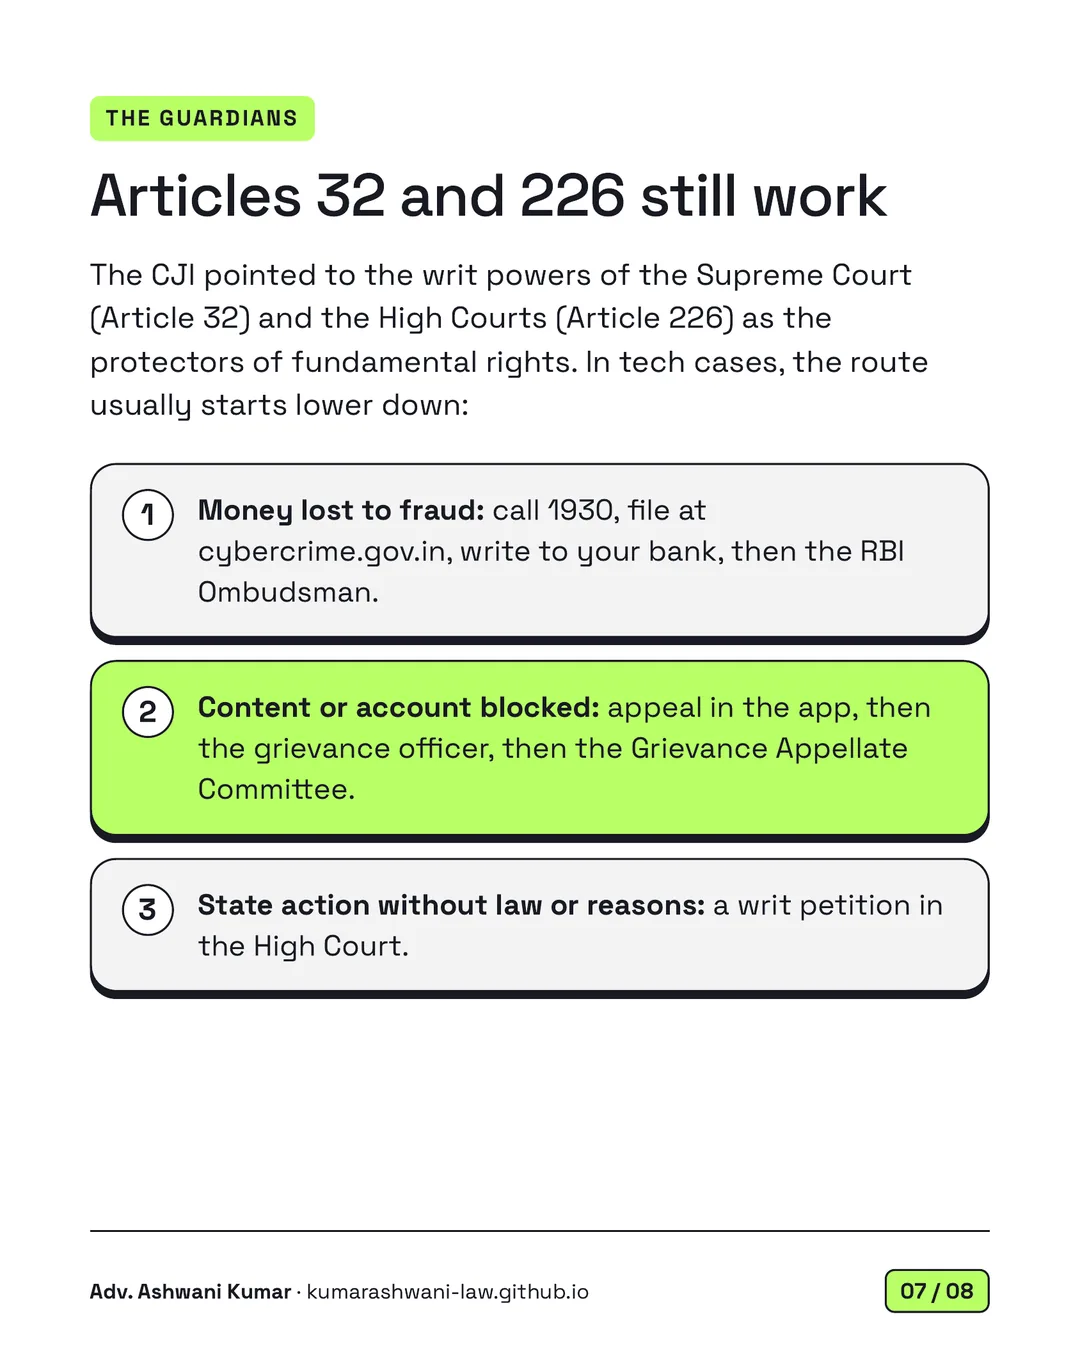 THE GUARDIANS
Articles 32 and 226 still work
The CJI pointed to the writ powers of the Supreme Court
(Article 32) and the High Courts (Article 226) as the
protectors of fundamental rights. In tech cases, the route
usually starts lower down:
1
Money lost to fraud: call 1930, file at
cybercrime.gov.in, write to your bank, then the RBI
Ombudsman.
2
Content or account blocked: appeal in the app, then
the grievance officer, then the Grievance Appellate
Committee.
3
State action without law or reasons: a writ petition in
the High Court.
Adv. Ashwani Kumar · kumarashwani-law.github.io
07 / 08